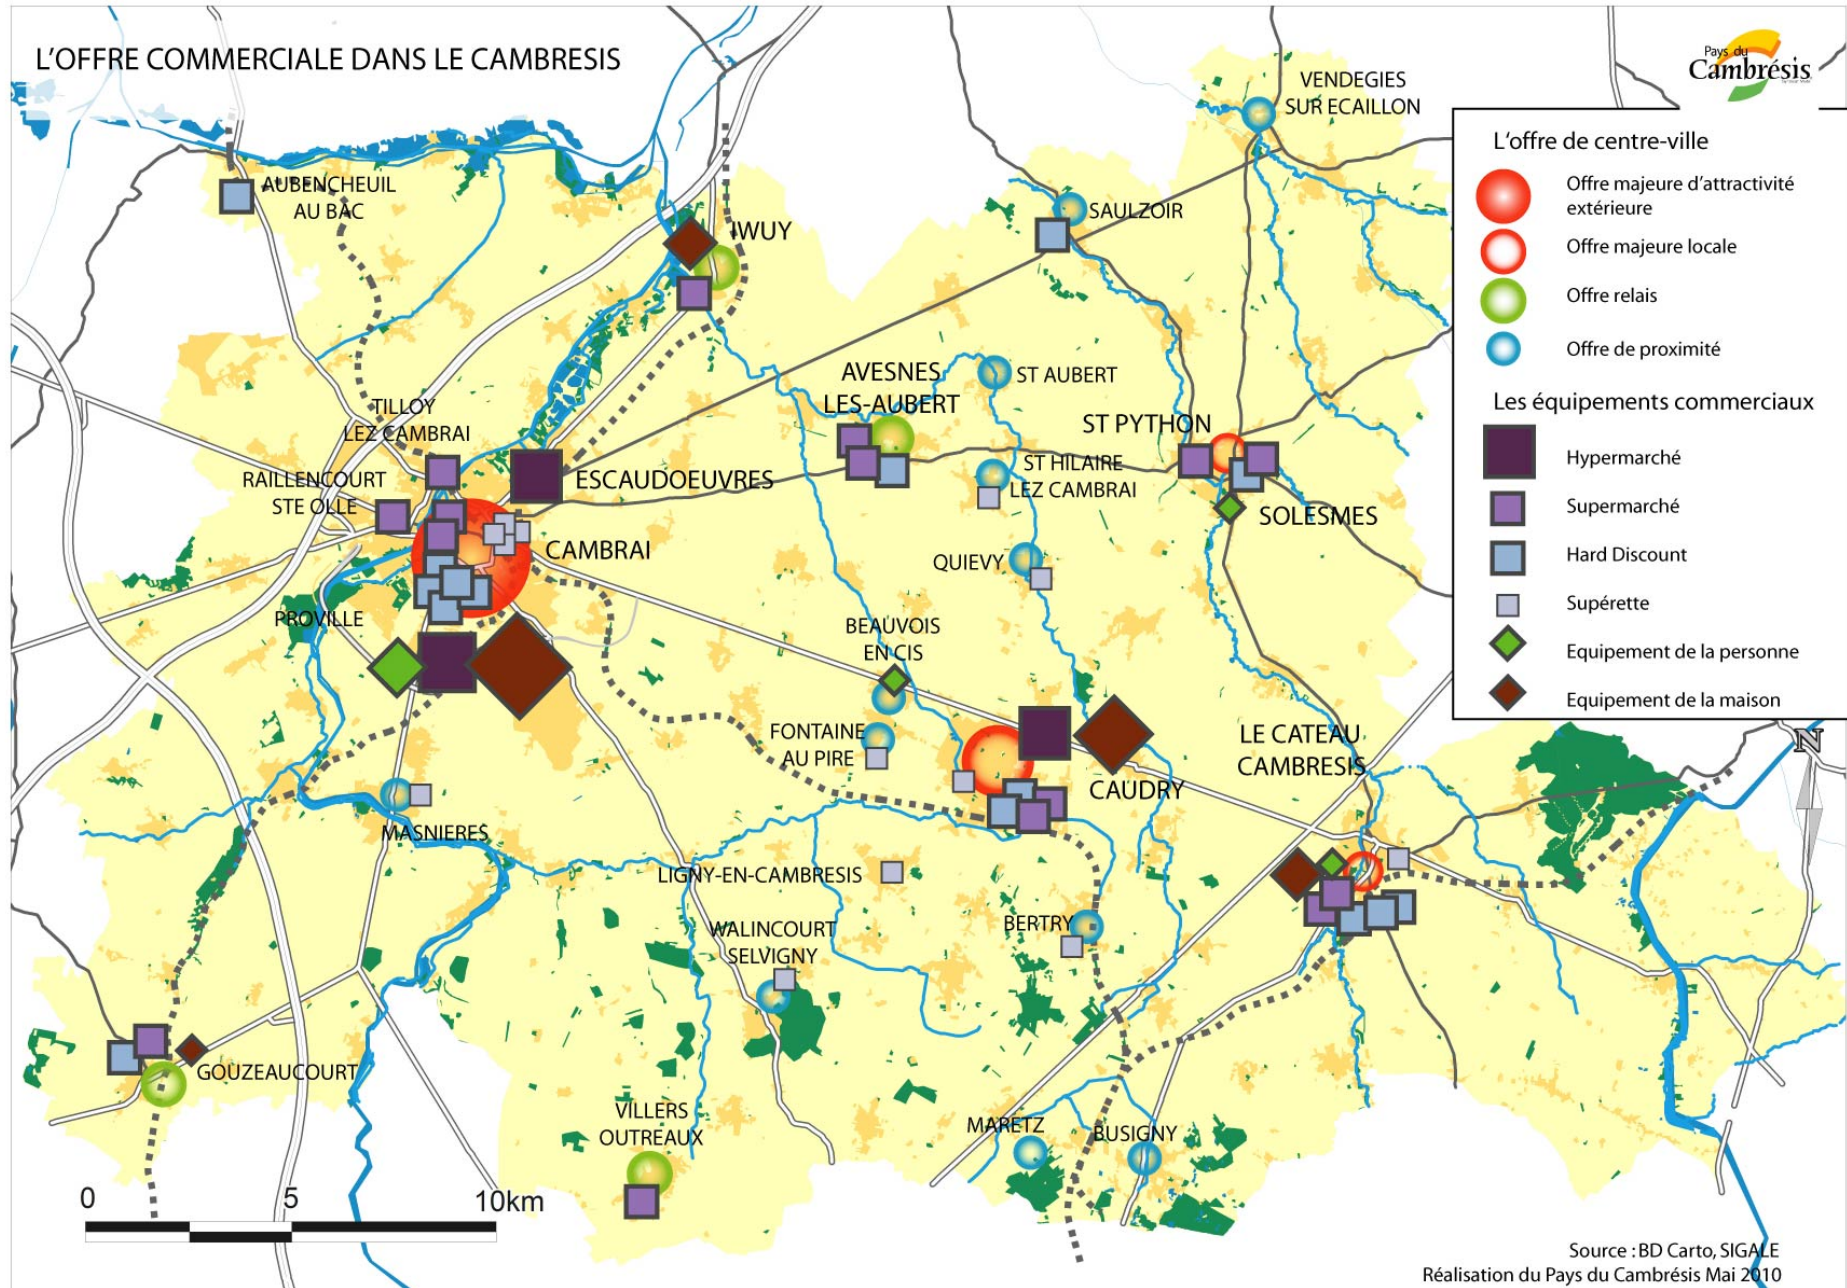 L'OFFRE COMMERCIALE DANS LE CAMBRESIS
Pays du
Cambrésis
VENDEGIES
SUR ECAILLON
L'offre de centre-ville
Offre majeure d'attractivité
extérieure
Offre majeure locale
Offre relais
Offre de proximité
Les équipements commerciaux
Hypermarché
Supermarché
Hard Discount
Supérette
Equipement de la personne
Equipement de la maison
AUBENCHEUIL
AU BAC
IWUY
SAULZOIR
AVESNES
LES-AUBERT
ST AUBERT
TILLOY
LEZ CAMBRAI
ST PYTHON
RAILLENCOURT
STE OLLE
ESCAUDOEUVRES
ST HILAIRE
LEZ CAMBRAI
SOLESMES
CAMBRAI
QUIEVY
PROVILLE
BEAUVOIS
EN CIS
FONTAINE
AU PIRE
LE CATEAU
CAMBRESIS
N
CAUDRY
MASNIERES
LIGNY-EN-CAMBRESIS
WALINCOURT
SELVIGNY
BERTRY
GOUZEAUCOURT
VILLERS
OUTREAUX
MARETZ
BUSIGNY
0 5 10km
Source : BD Carto, SIGALE
Réalisation du Pays du Cambrésis Mai 2010